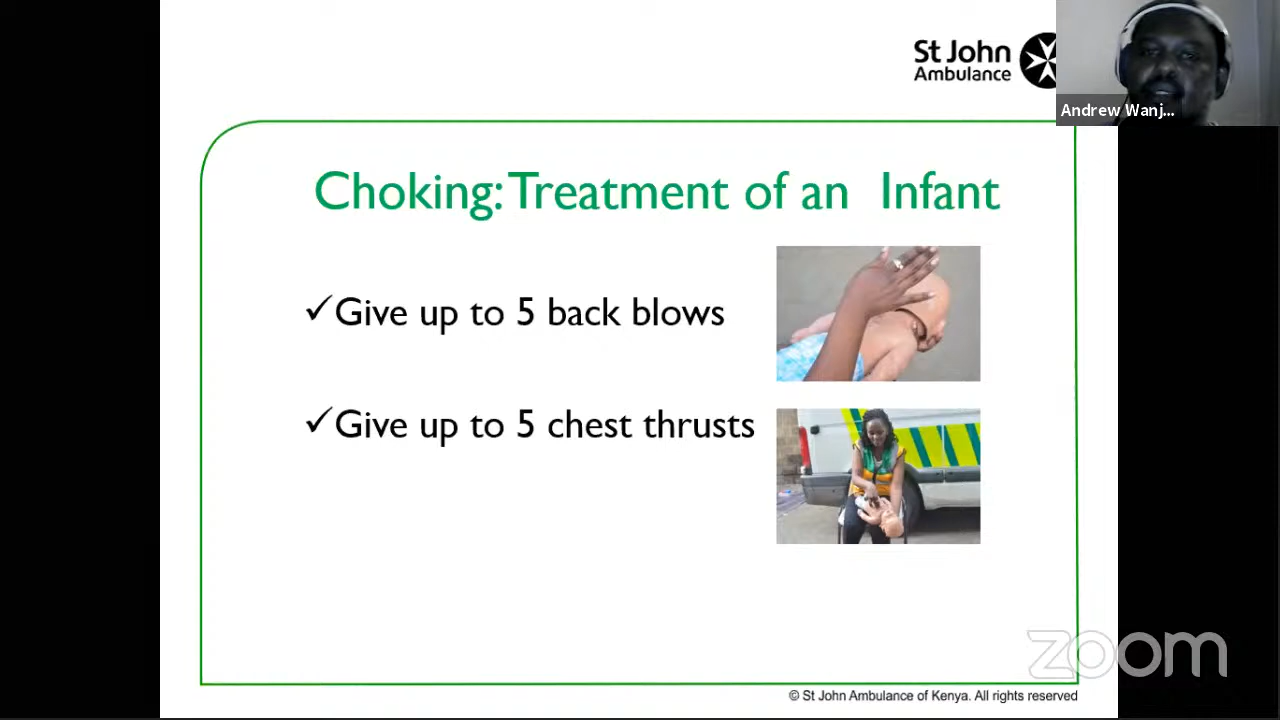 St John
Ambulance
Andrew Wanj...
Choking: Treatment of an Infant
✓Give up to 5 back blows
✓Give up to 5 chest thrusts
zoom
© St John Ambulance of Kenya. All rights reserved